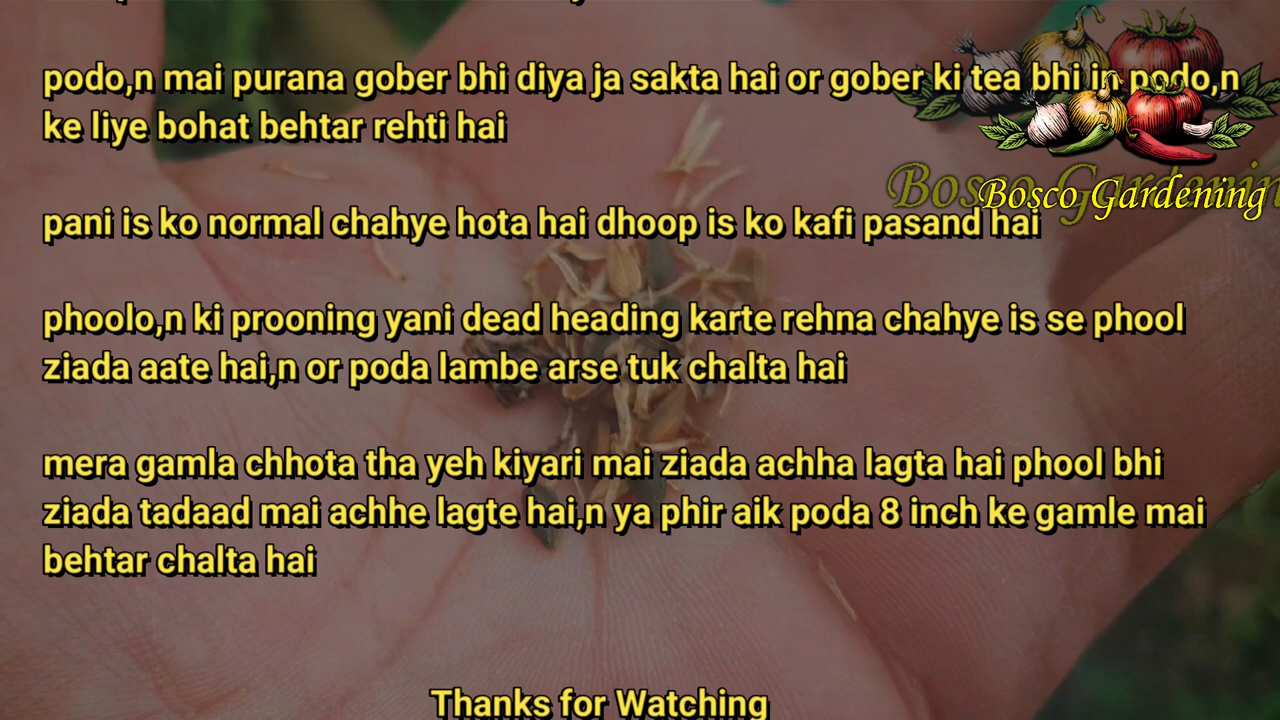 podo,n mai purana gober bhi diya ja sakta hai or gober ki tea bhi in podo,n
ke liye bohat behtar rehti hai
Bosco Gardening
Bosco Gardening
pani is ko normal chahye hota hai dhoop is ko kafi pasand hai
phoolo,n ki prooning yani dead heading karte rehna chahye is se phool
ziada aate hai,n or poda lambe arse tuk chalta hai
mera gamla chhota tha yeh kiyari mai ziada achha lagta hai phool bhi
ziada tadaad mai achhe lagte hai,n ya phir aik poda 8 inch ke gamle mai
behtar chalta hai
Thanks for Watching